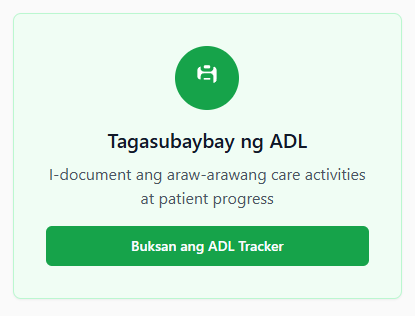 Tagasubaybay ng ADL
I-document ang araw-arawang care activities
at patient progress
Buksan ang ADL Tracker